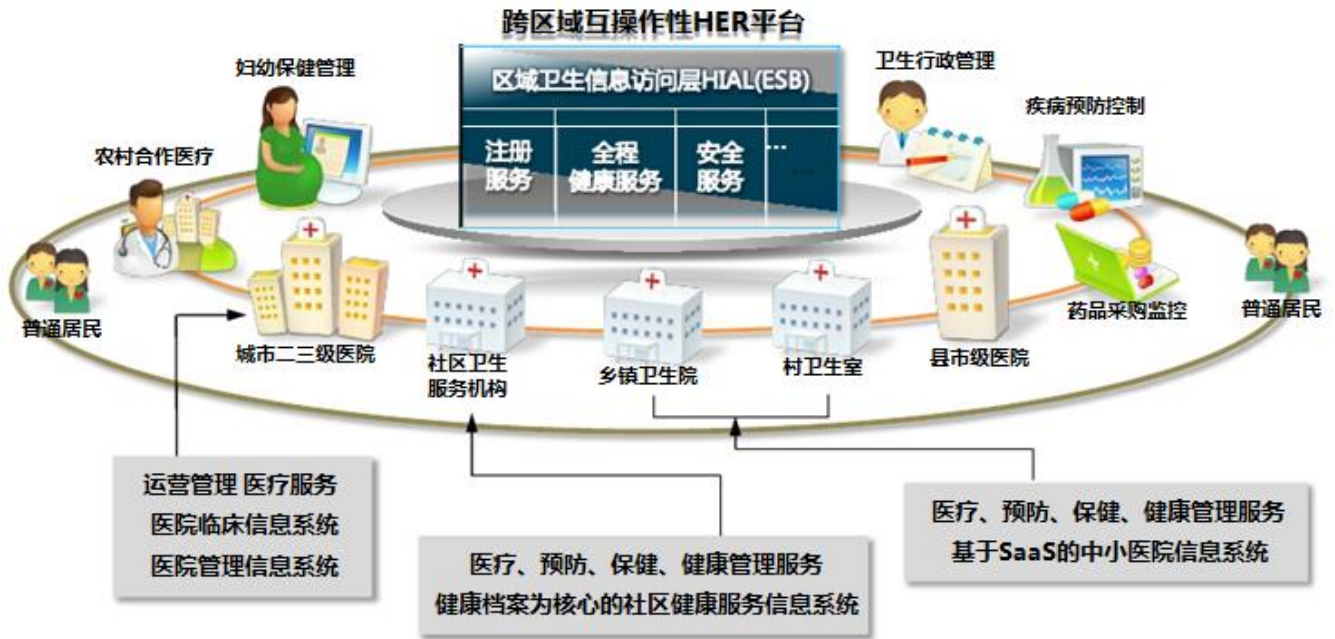 跨区域互操作性HER平台
区域卫生信息访问层HIAL(ESB)
注册
服务
全程
健康服务
安全
服务
...
...
妇幼保健管理
卫生行政管理
疾病预防控制
农村合作医疗
普通居民
药品采购监控
普通居民
城市二三级医院
社区卫生
服务机构
乡镇卫生院
村卫生室
县市级医院
运营管理 医疗服务
医院临床信息系统
医院管理信息系统
医疗、预防、保健、健康管理服务
健康档案为核心的社区健康服务信息系统
医疗、预防、保健、健康管理服务
基于SaaS的中小医院信息系统